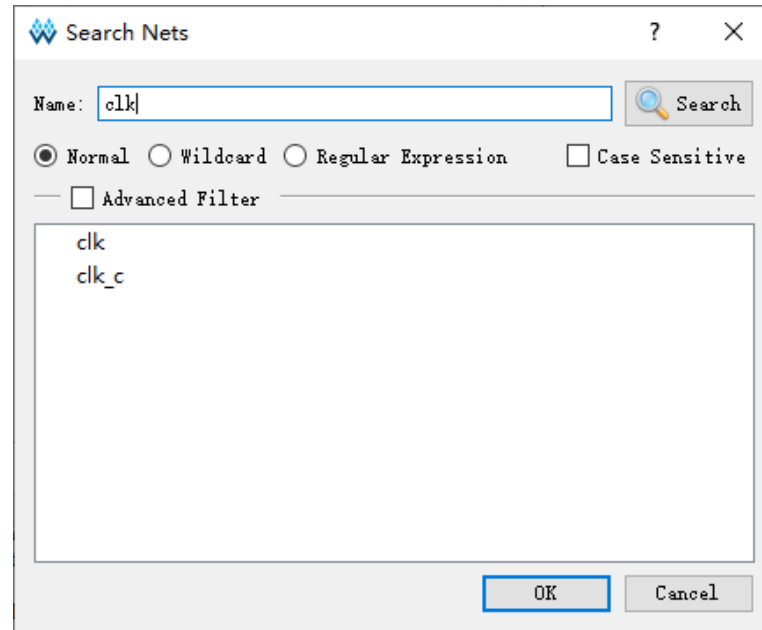 Search Nets ?
Name: clk Search
Normal Wildcard Regular Expression Case Sensitive
Advanced Filter
clk
clk_c
OK Cancel